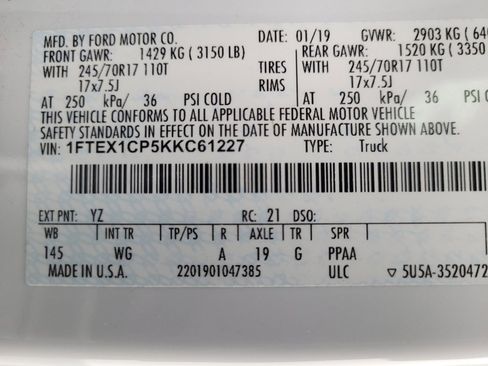 MFD. BY FORD MOTOR CO. DATE: 01/19 GVWR: 2903 KG (640
FRONT GAWR: 1429 KG (3150 LB) REAR GAWR: 1520 KG (3350
WITH 245/70R17 110T TIRES WITH 245/70R17 110T
17x7.5J RIMS 17x7.5J
AT 250 kPa/ 36 PSI COLD AT 250 kPa/ 36 PSI
THIS VEHICLE CONFORMS TO ALL APPLICABLE FEDERAL MOTOR VEHICLE
SAFETY STANDARDS IN EFFECT ON THE DATE OF MANUFACTURE SHOWN ABOVE.
VIN: 1FTEX1CP5KKC61227 TYPE: Truck
EXT PNT: YZ RC: 21 DSO:
WB INT TR TP/PS R AXLE TR SPR
145 WG A 19 G PPAA
MADE IN U.S.A. 2201901047385 ULC ▽ 5U5A-3520472